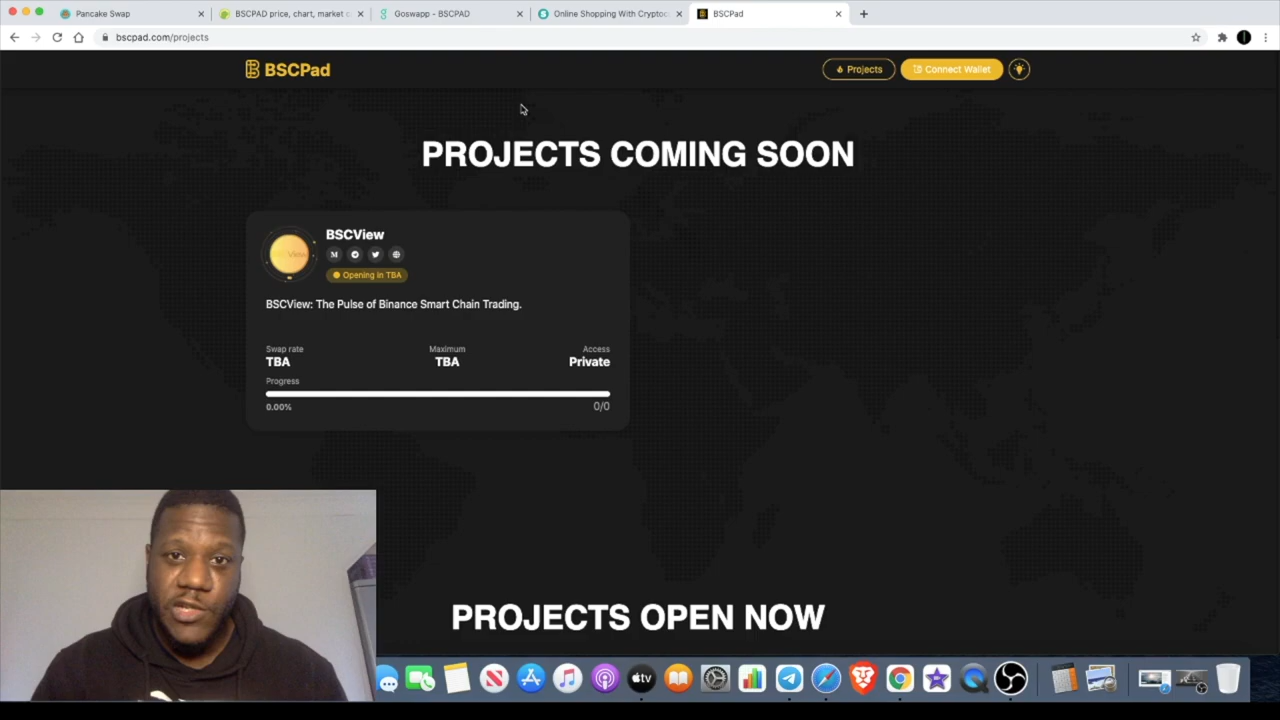 Pancake Swap
BSCPAD price, chart, market c
Goswapp - BSCPAD
Online Shopping With Cryptoc
BSCPad
bscpad.com/projects
BSCPad
Projects
Connect Wallet
PROJECTS COMING SOON
BSCView
Opening in TBA
BSCView: The Pulse of Binance Smart Chain Trading.
Swap rate
Maximum
Access
TBA
TBA
Private
Progress
0.00%
0/0
PROJECTS OPEN NOW
tv